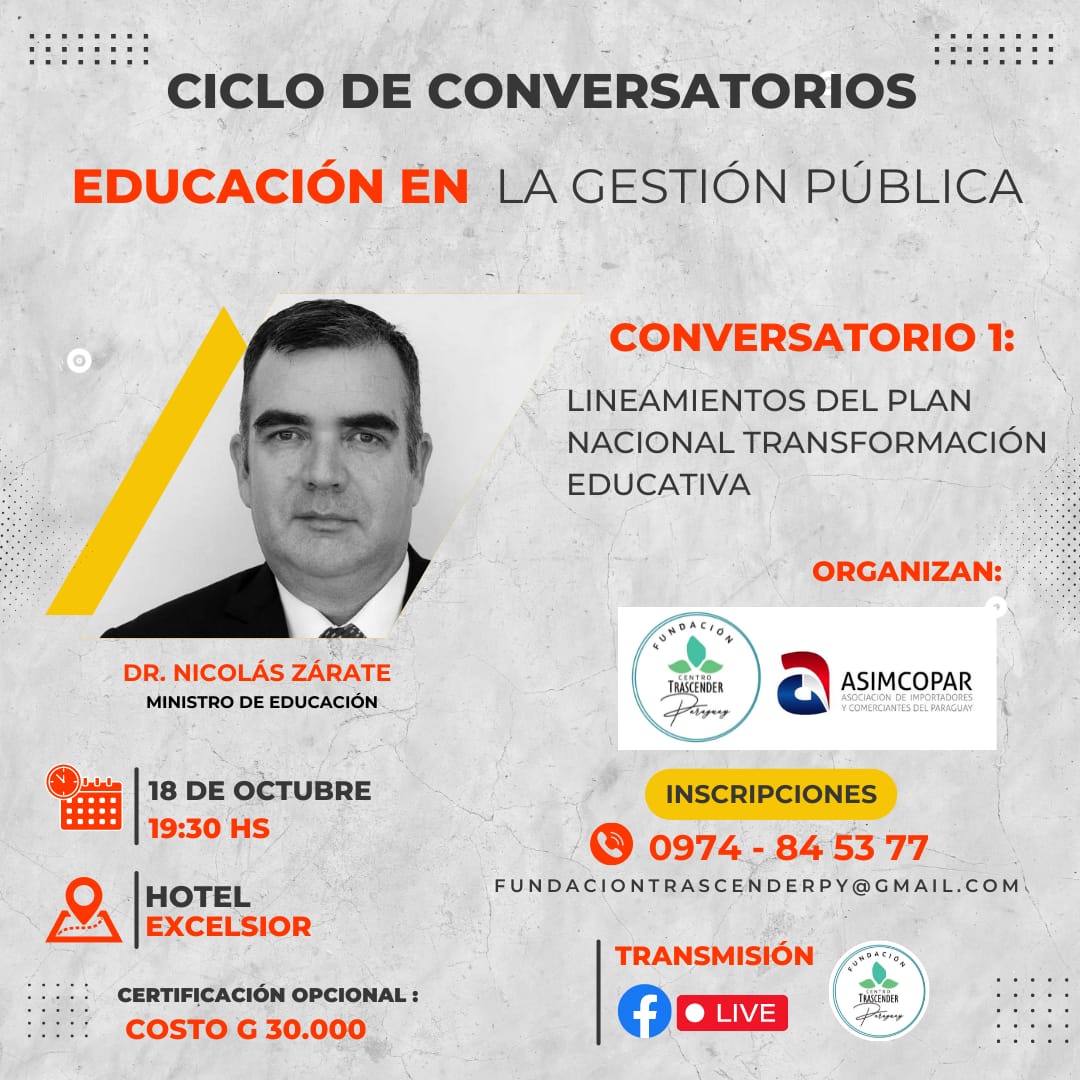 CICLO DE CONVERSATORIOS
EDUCACIÓN EN LA GESTIÓN PÚBLICA
CONVERSATORIO 1:
LINEAMIENTOS DEL PLAN
NACIONAL TRANSFORMACIÓN
EDUCATIVA
DR. NICOLÁS ZÁRATE
MINISTRO DE EDUCACIÓN
ORGANIZAN:
FUNDACIÓN
CENTRO
TRASCENDER
Paraguay
ASIMCOPAR
ASOCIACION DE IMPORTADORES
Y COMERCIANTES DEL PARAGUAY
18 DE OCTUBRE
19:30 HS
HOTEL
EXCELSIOR
CERTIFICACIÓN OPCIONAL :
COSTO G 30.000
INSCRIPCIONES
0974 - 84 53 77
FUNDACIONTRASCENDERPY@GMAIL.COM
TRANSMISIÓN
LIVE
FUNDACIÓN
CENTRO
TRASCENDER
Paraguay